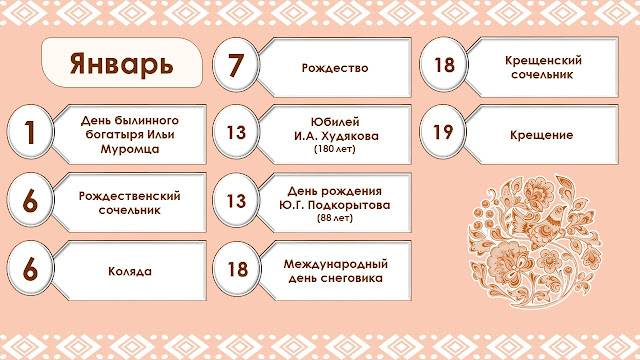 Январь
1
День былинного
богатыря Ильи
Муромца
6
Рождественский
сочельник
6
Коляда
7
Рождество
13
Юбилей
И.А. Худякова
(180 лет)
13
День рождения
Ю.Г. Подкорытова
(88 лет)
18
Международный
день снеговика
18
Крещенский
сочельник
19
Крещение